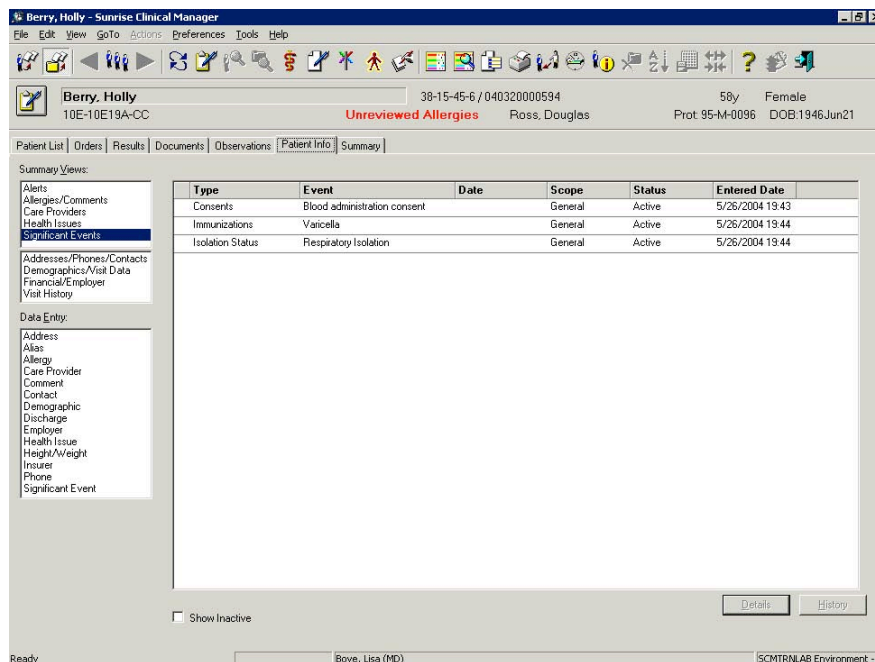 Berry, Holly - Sunrise Clinical Manager
File Edit View GoTo Actions Preferences Tools Help
Berry, Holly 38-15-45-6 / 040320000594 58y Female
10E-10E19A-CC Unreviewed Allergies Ross, Douglas Prot: 95-M-0096 DOB:1946Jun21
Patient List Orders Results Documents Observations Patient Info Summary
Summary Views:
Alerts
Allergies/Comments
Care Providers
Health Issues
Significant Events
Addresses/Phones/Contacts
Demographics/Visit Data
Financial/Employer
Visit History
Data Entry:
Address
Alias
Allergy
Care Provider
Comment
Contact
Demographic
Discharge
Employer
Health Issue
Height/Weight
Insurer
Phone
Significant Event
Type Event Date Scope Status Entered Date
Consents Blood administration consent General Active 5/26/2004 19:43
Immunizations Varicella General Active 5/26/2004 19:44
Isolation Status Respiratory Isolation General Active 5/26/2004 19:44
Show Inactive
Details History
Ready Boye, Lisa (MD) SCMTRNLAB Environment -